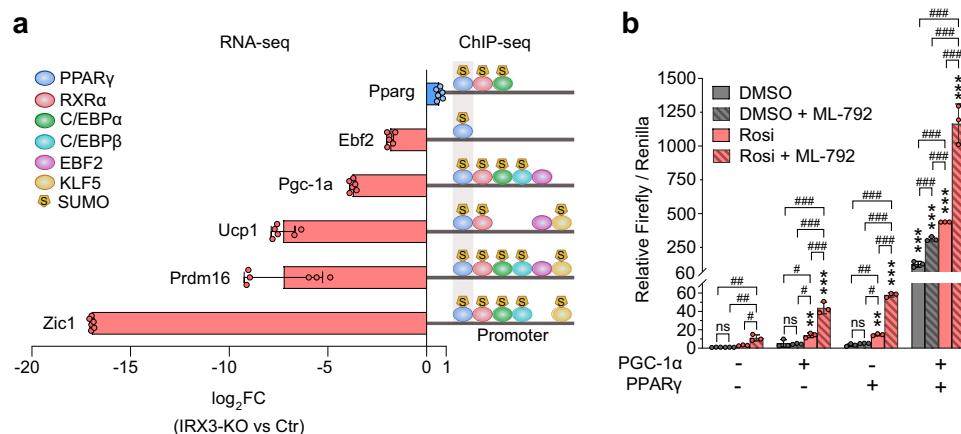 a
RNA-seq
ChIP-seq
PPARγ
RXRα
C/EBPα
C/EBPβ
EBF2
KLF5
S SUMO
Pparg
S S S
Ebf2
S
Pgc-1a
S S S S
Ucp1
S S S
Prdm16
S S S S S
Zic1
S S S S S
Promoter
-20 -15 -10 -5 0 1
log2FC
(IRX3-KO vs Ctr)
b
Relative Firefly / Renilla
1500
1250
1000
750
500
250
60
40
20
0
DMSO
DMSO + ML-792
Rosi
Rosi + ML-792
##
##
ns #
###
###
###
# 
ns # ** ***
###
###
## ###
ns # ** ***
###
###
###
###
###
###
*** *** *** ***
PGC-1α - + - +
PPARγ - - + +